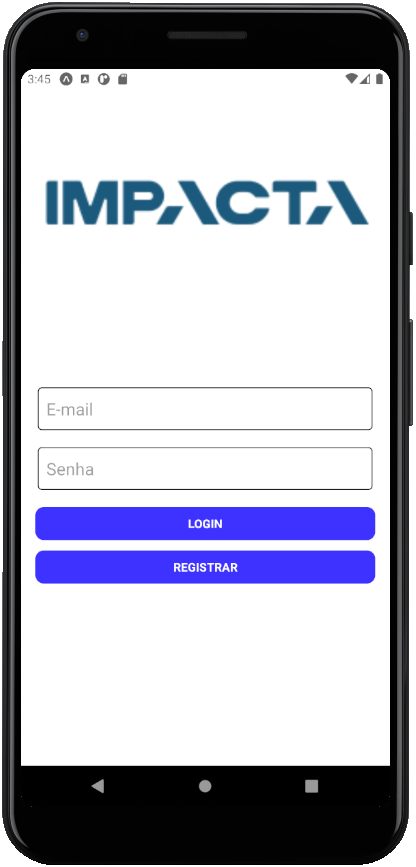 3:45
IMPACTA
E-mail
Senha
LOGIN
REGISTRAR